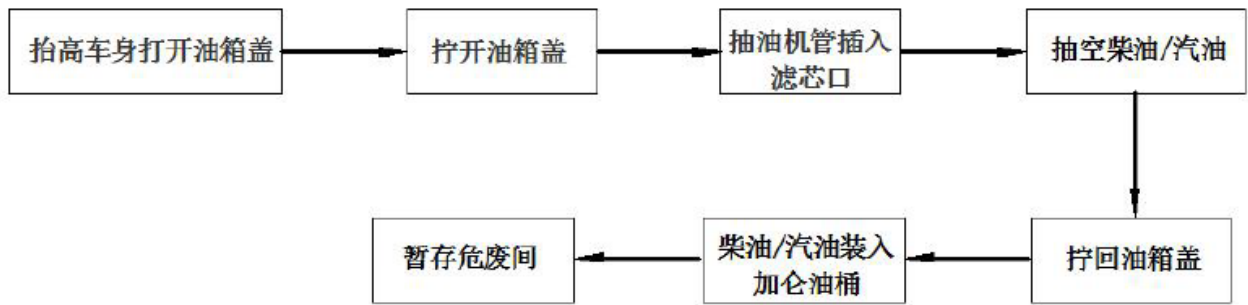 抬高车身打开油箱盖
拧开油箱盖
抽油机管插入
滤芯口
抽空柴油/汽油
拧回油箱盖
柴油/汽油装入
加仑油桶
暂存危废间